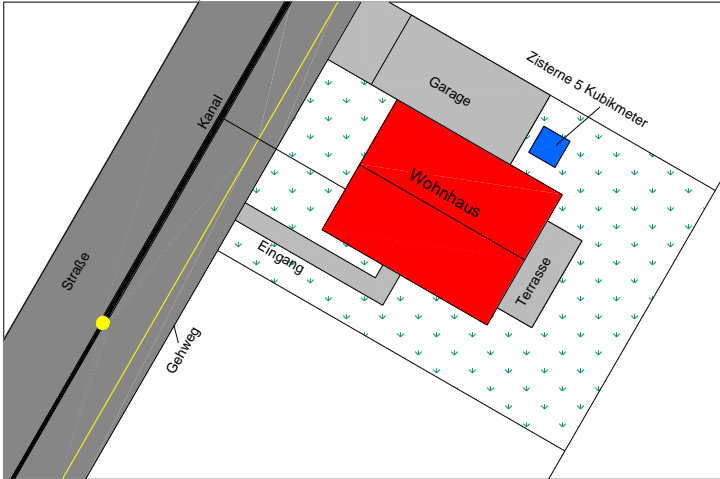 Zisterne 5 Kubikmeter
Garage
Kanal
Wohnhaus
Eingang
Straße
Terrasse
Gehweg